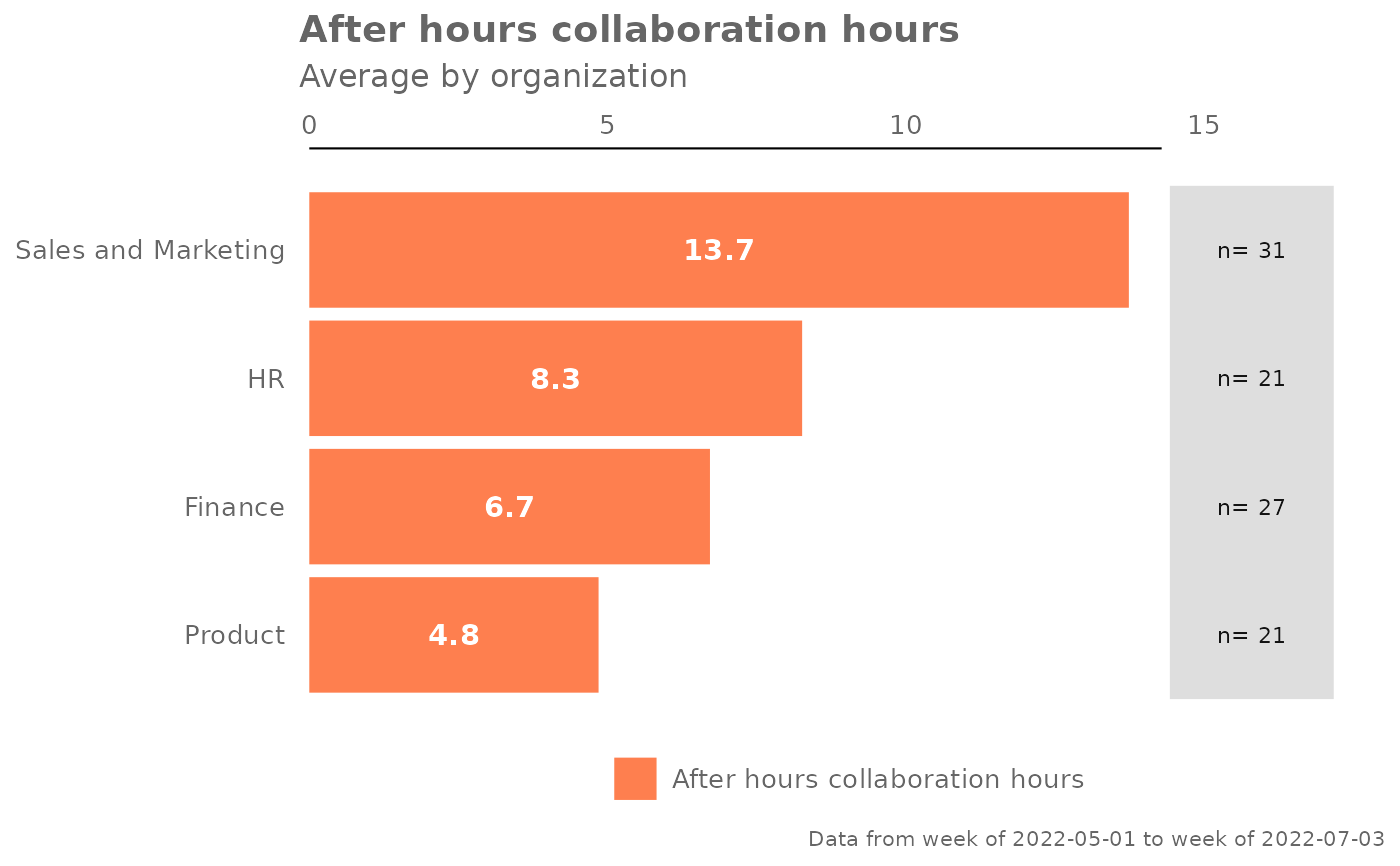 After hours collaboration hours
Average by organization
0 5 10 15
Sales and Marketing 13.7 n= 31
HR 8.3 n= 21
Finance 6.7 n= 27
Product 4.8 n= 21
After hours collaboration hours
Data from week of 2022-05-01 to week of 2022-07-03